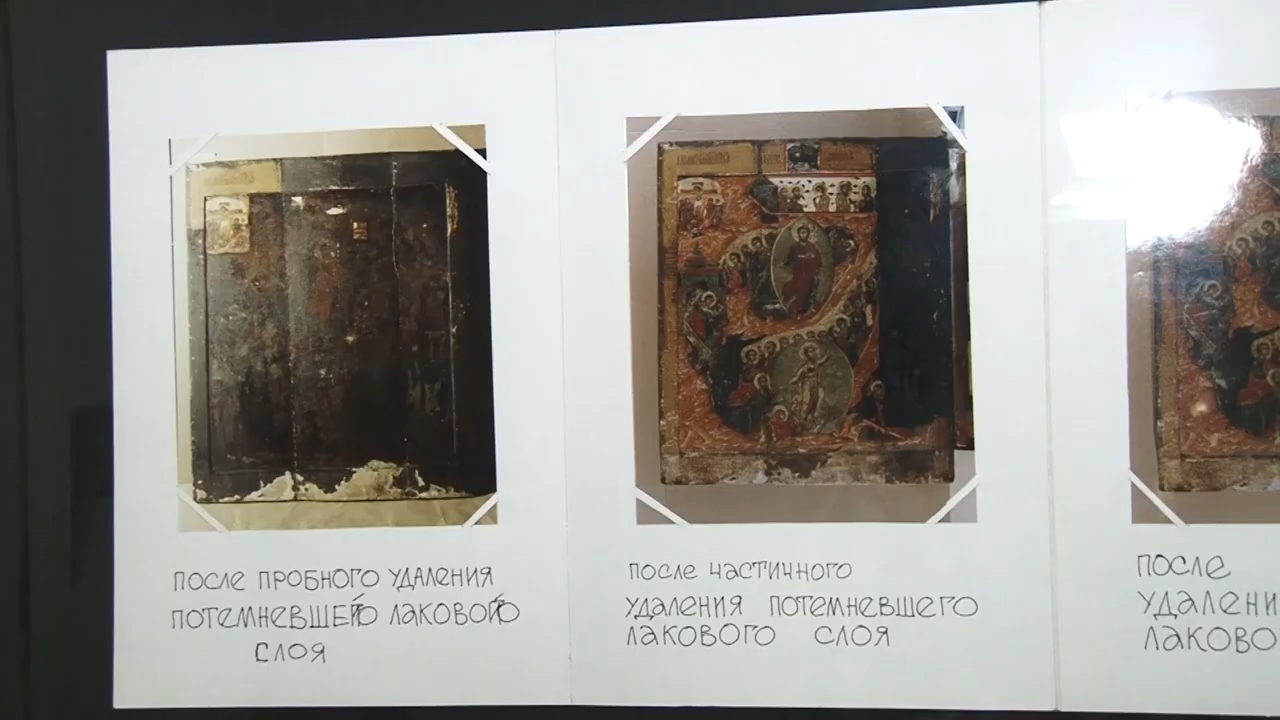 после пробного удаления
потемневшего лакового
слоя
после частичного
удаления потемневшего
лакового слоя
после
удалени
лаково